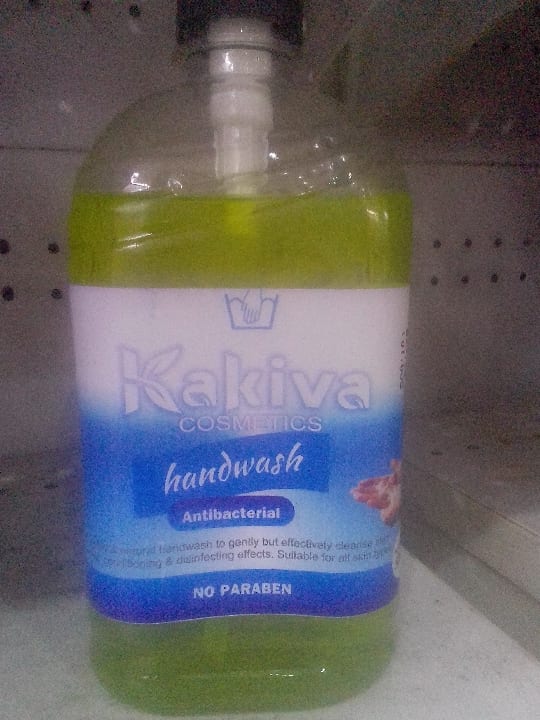 Kakiva
COSMETICS
handwash
Antibacterial
handwash to gently but effectively cleanse
conditioning & disinfecting effects. Suitable for all skin
NO PARABEN